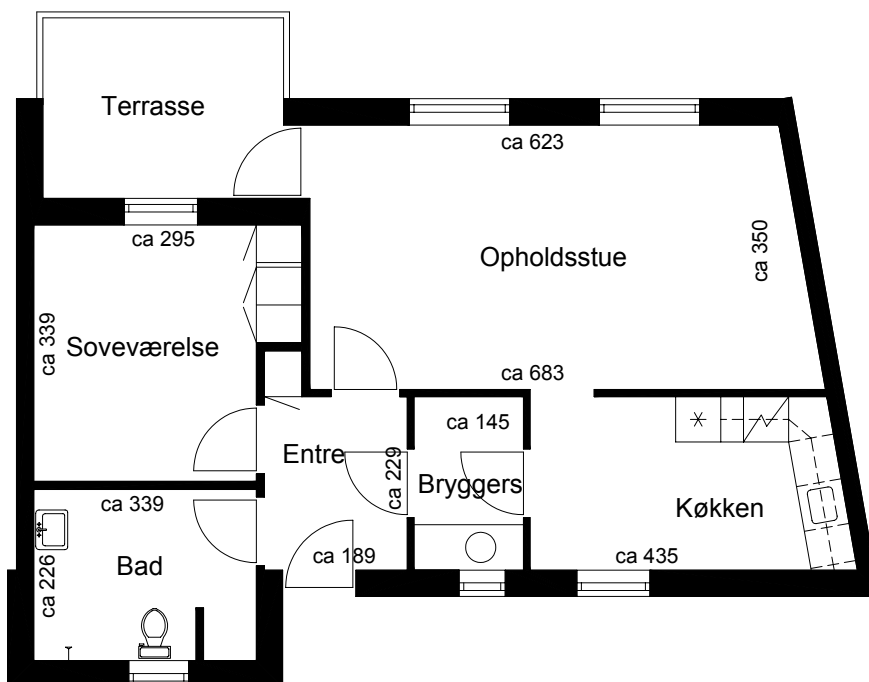 Terrasse
ca 623
ca 295
ca 350
Opholdsstue
ca 339
Soveværelse
ca 683
ca 145
Entre
ca 229
Bryggers
ca 339
Køkken
ca 189
ca 435
Bad
ca 226